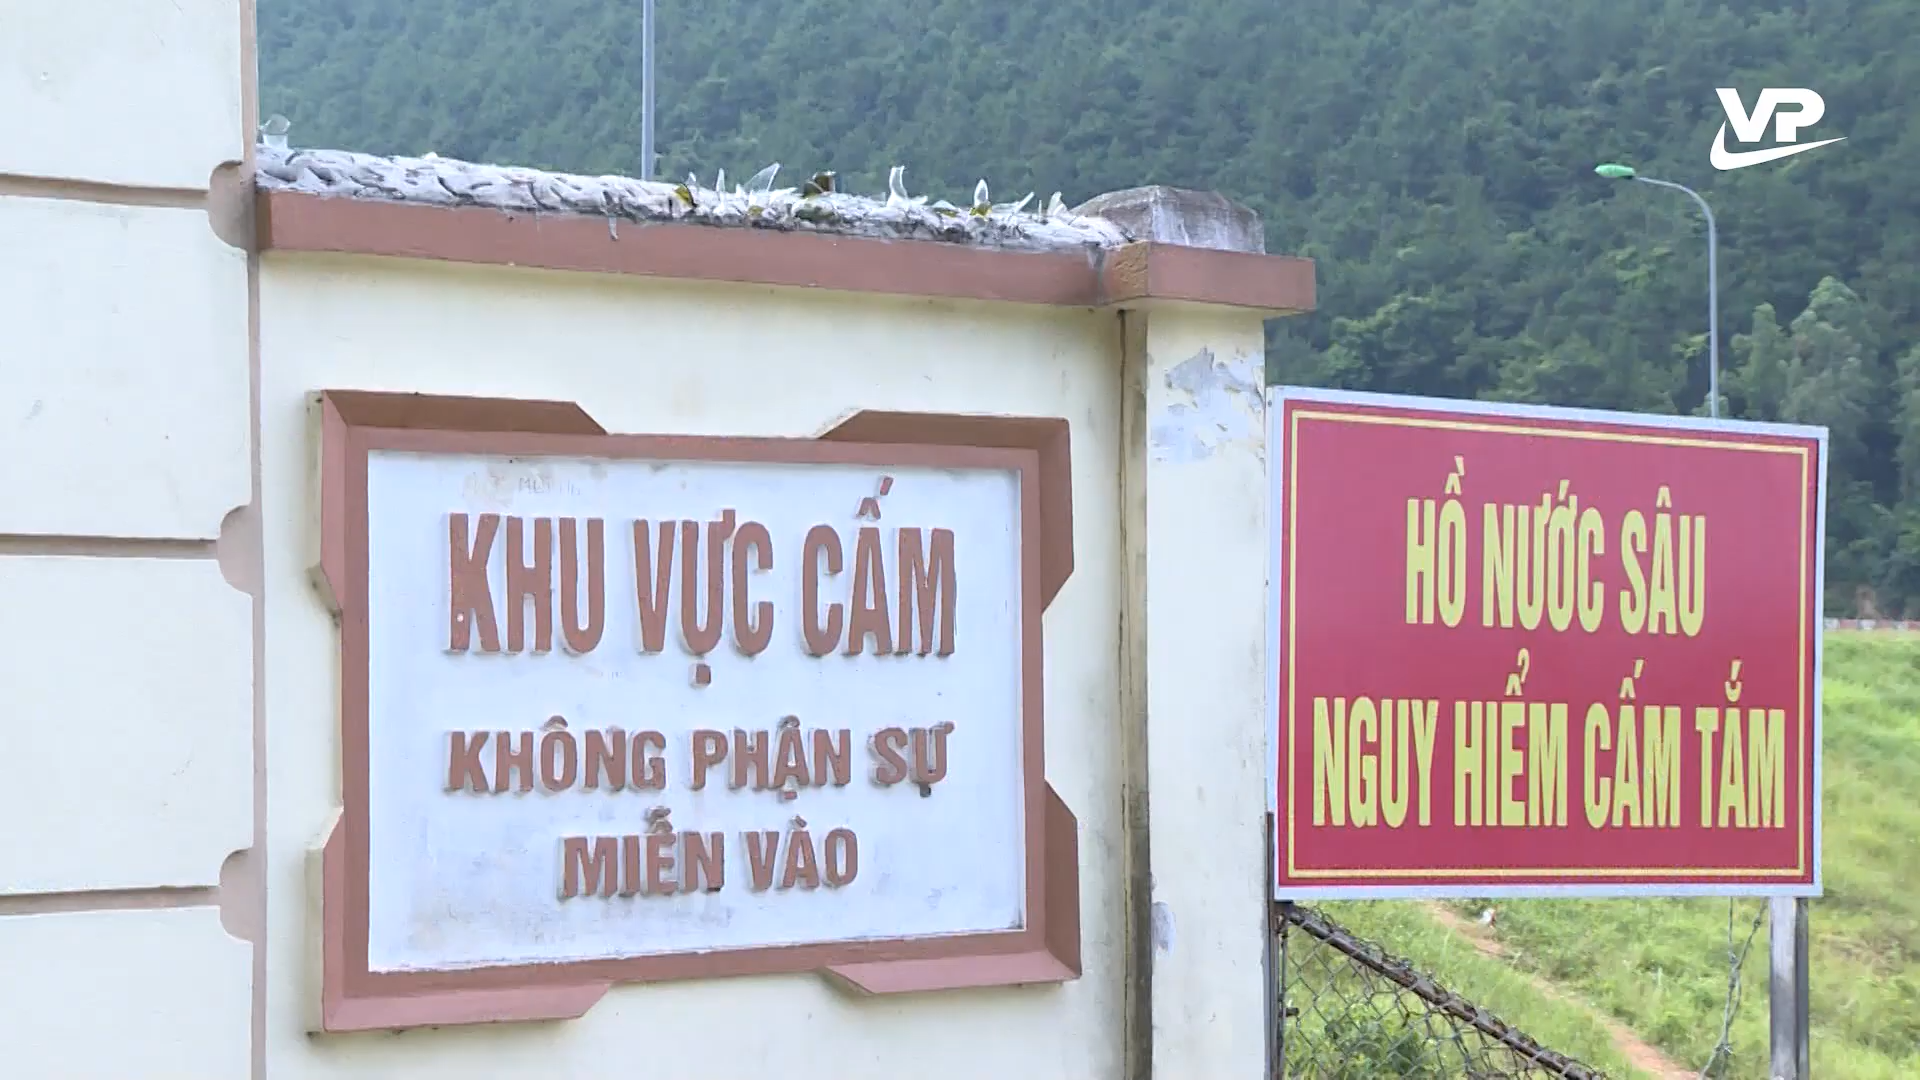 VP
KHU VỰC CẤM
KHÔNG PHẬN SỰ
MIỄN VÀO
HỒ NƯỚC SÂU
NGUY HIỂM CẤM TẮM